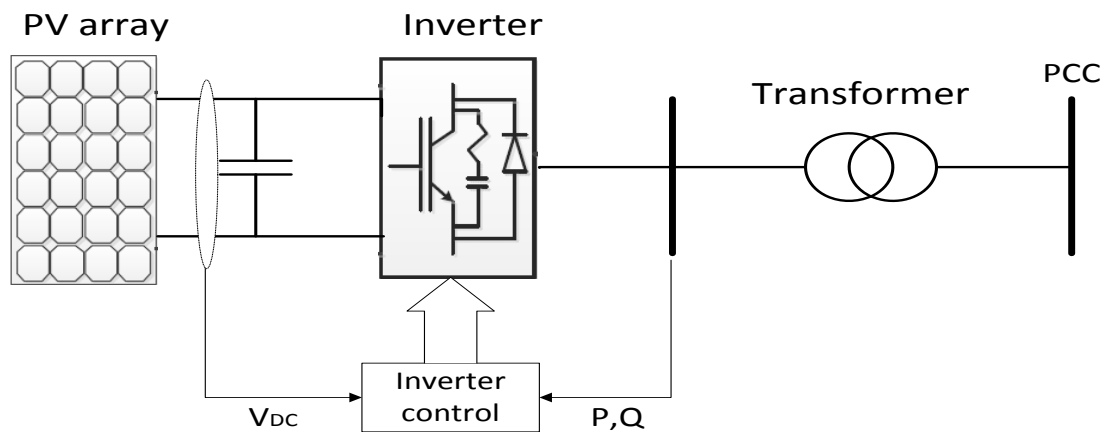 PV array
Inverter
Transformer
PCC
Inverter
control
VDC
P,Q